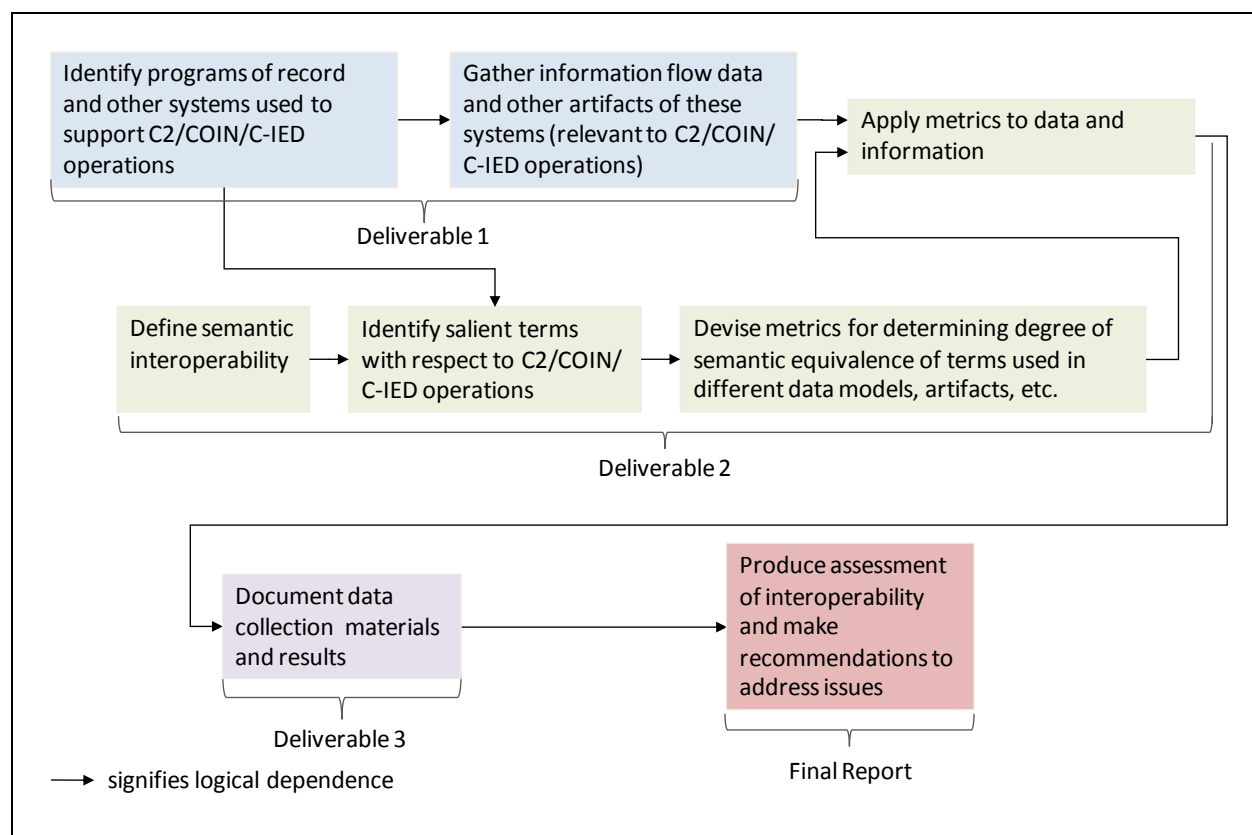 Identify programs of record
and other systems used to
support C2/COIN/C-IED
operations
Gather information flow data
and other artifacts of these
systems (relevant to C2/COIN/
C-IED operations)
Apply metrics to data and
information
Deliverable 1
Define semantic
interoperability
Identify salient terms
with respect to C2/COIN/
C-IED operations
Devise metrics for determining degree of
semantic equivalence of terms used in
different data models, artifacts, etc.
Deliverable 2
Document data
collection materials
and results
Produce assessment
of interoperability
and make
recommendations to
address issues
Deliverable 3
Final Report
signifies logical dependence